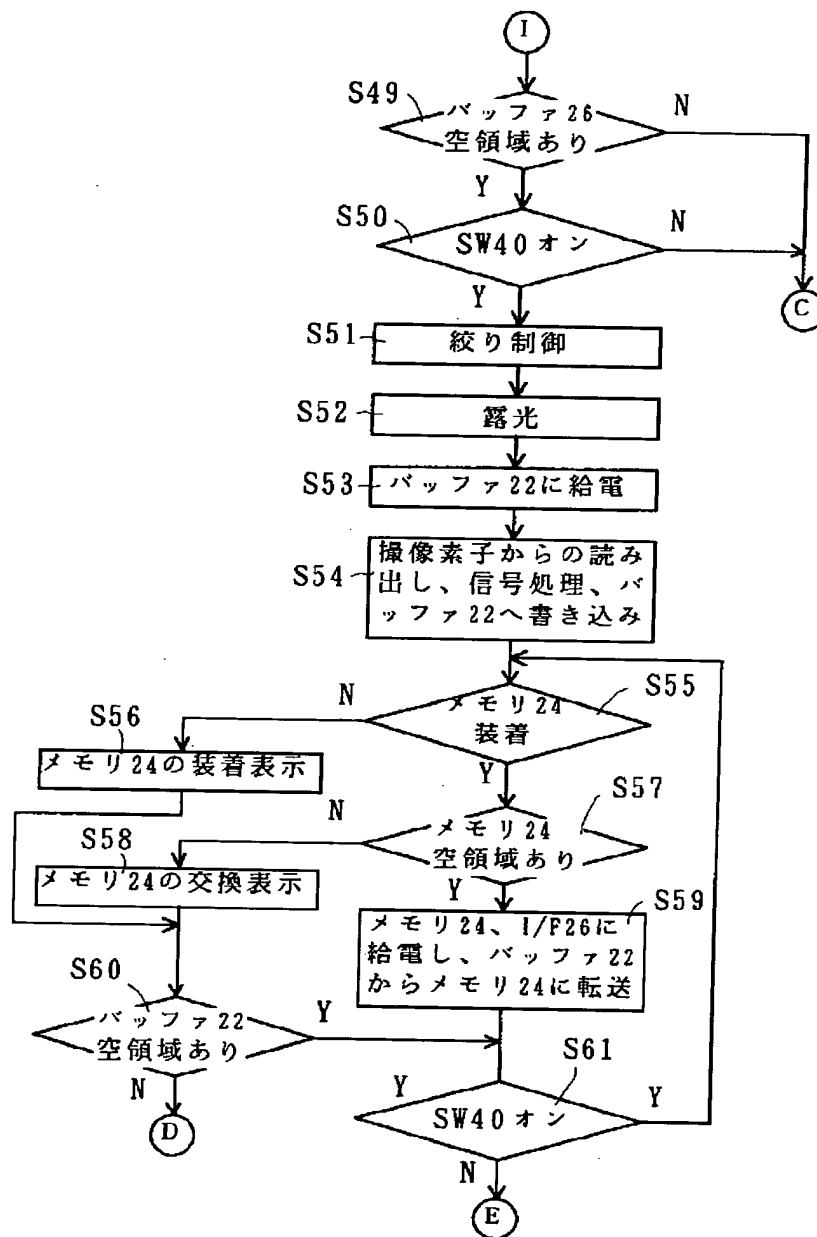 I
S49
バッファ26
空領域あり
N
Y
S50
SW40オン
N
Y
C
S51
絞り制御
S52
露光
S53
バッファ22に給電
S54
撮像素子からの読み
出し、信号処理、バ
ッファ22へ書き込み
S55
メモリ24
装着
N
Y
S56
メモリ24の装着表示
S57
メモリ24
空領域あり
N
Y
S58
メモリ24の交換表示
S59
メモリ24、I/F26に
給電し、バッファ22
からメモリ24に転送
S60
バッファ22
空領域あり
Y
N
D
S61
Y
SW40オン
Y
N
E